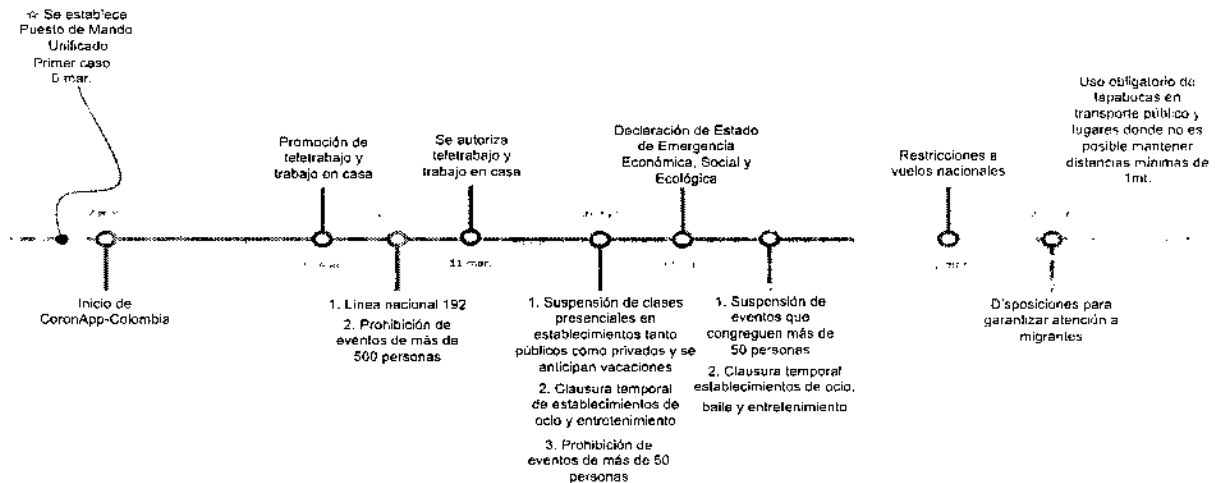 ☆ Se establece
Puesto de Mando
Unificado
Primer caso
6 mar.
Promoción de
teletrabajo y
trabajo en casa
Se autoriza
teletrabajo y
trabajo en casa
Declaración de Estado
de Emergencia
Económica, Social y
Ecológica
Restricciones a
vuelos nacionales
Uso obligatorio de
tapabocas en
transporte público y
lugares donde no es
posible mantener
distancias mínimas de
1mt.
11 mar.
Inicio de
CoronApp-Colombia
1. Línea nacional 192
2. Prohibición de
eventos de más de
500 personas
1. Suspensión de clases
presenciales en
establecimientos tanto
públicos como privados y se
anticipan vacaciones
2. Clausura temporal
de establecimientos de
ocio y entretenimiento
3. Prohibición de
eventos de más de 50
personas
1. Suspensión de
eventos que
congreguen más de
50 personas
2. Clausura temporal
establecimientos de ocio,
baile y entretenimiento
Disposiciones para
garantizar atención a
migrantes